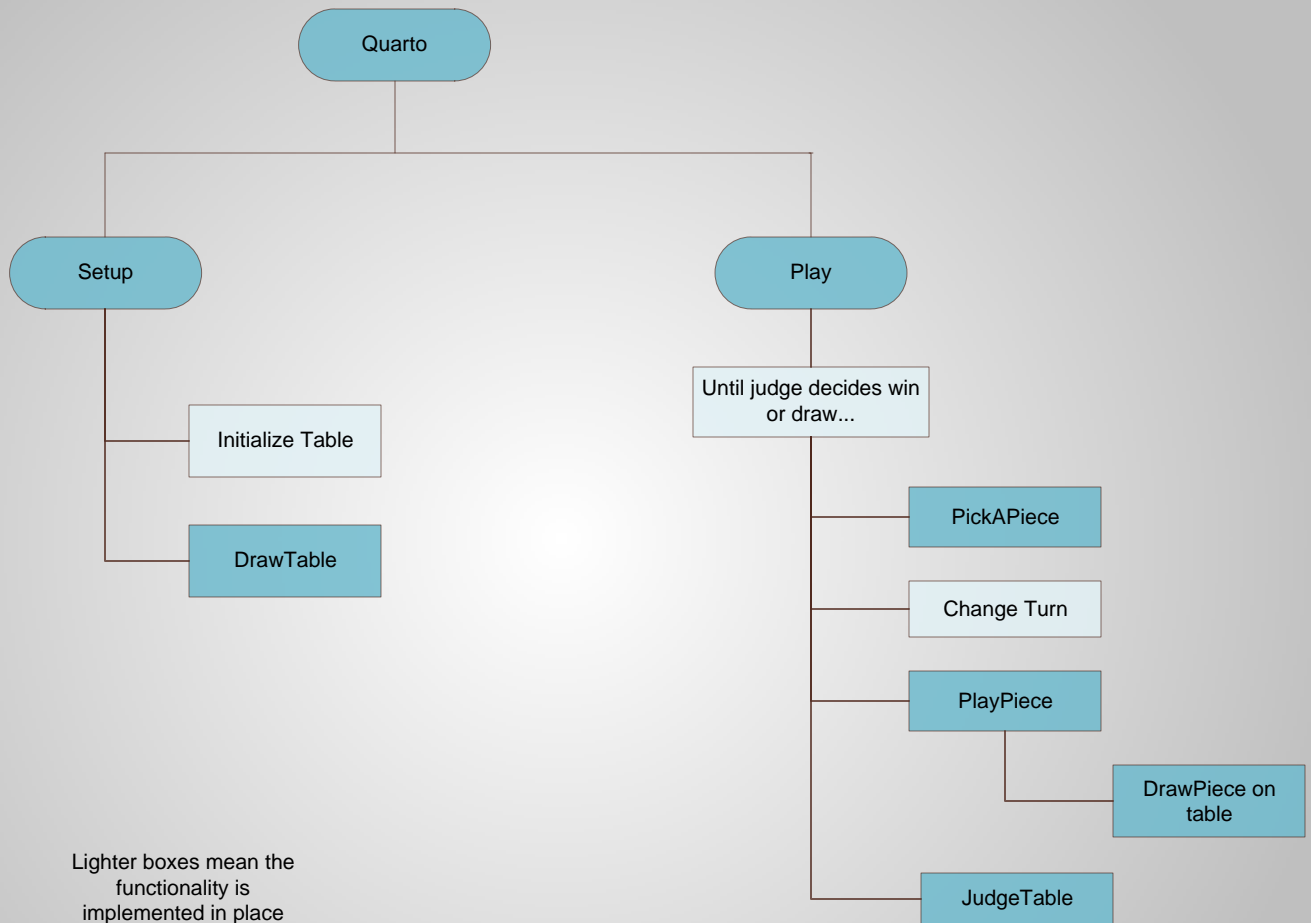 Quarto
Setup
Play
Until judge decides win
or draw...
Initialize Table
PickAPiece
DrawTable
Change Turn
PlayPiece
DrawPiece on
table
Lighter boxes mean the
functionality is
implemented in place
JudgeTable